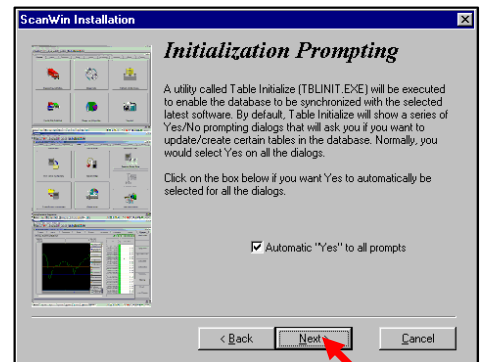 ScanWin Installation
Initialization Prompting
A utility called Table Initialize (TBLINIT.EXE) will be executed
to enable the database to be synchronized with the selected
latest software. By default, Table Initialize will show a series of
Yes/No prompting dialogs that will ask you if you want to
update/create certain tables in the database. Normally, you
would select Yes on all the dialogs.
Click on the box below if you want Yes to automatically be
selected for all the dialogs.
Automatic "Yes" to all prompts
< Back Next > Cancel